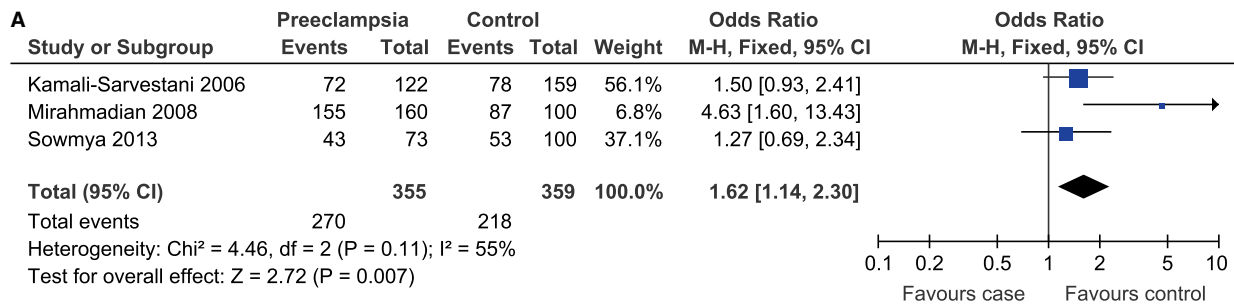 A
Preeclampsia Control Odds Ratio Odds Ratio
Study or Subgroup Events Total Events Total Weight M-H, Fixed, 95% CI M-H, Fixed, 95% CI
Kamali-Sarvestani 2006 72 122 78 159 56.1% 1.50 [0.93, 2.41]
Mirahmadian 2008 155 160 87 100 6.8% 4.63 [1.60, 13.43]
Sowmya 2013 43 73 53 100 37.1% 1.27 [0.69, 2.34]
Total (95% CI) 355 359 100.0% 1.62 [1.14, 2.30]
Total events 270 218
Heterogeneity: Chi² = 4.46, df = 2 (P = 0.11); I² = 55%
Test for overall effect: Z = 2.72 (P = 0.007)
0.1 0.2 0.5 1 2 5 10
Favours case Favours control